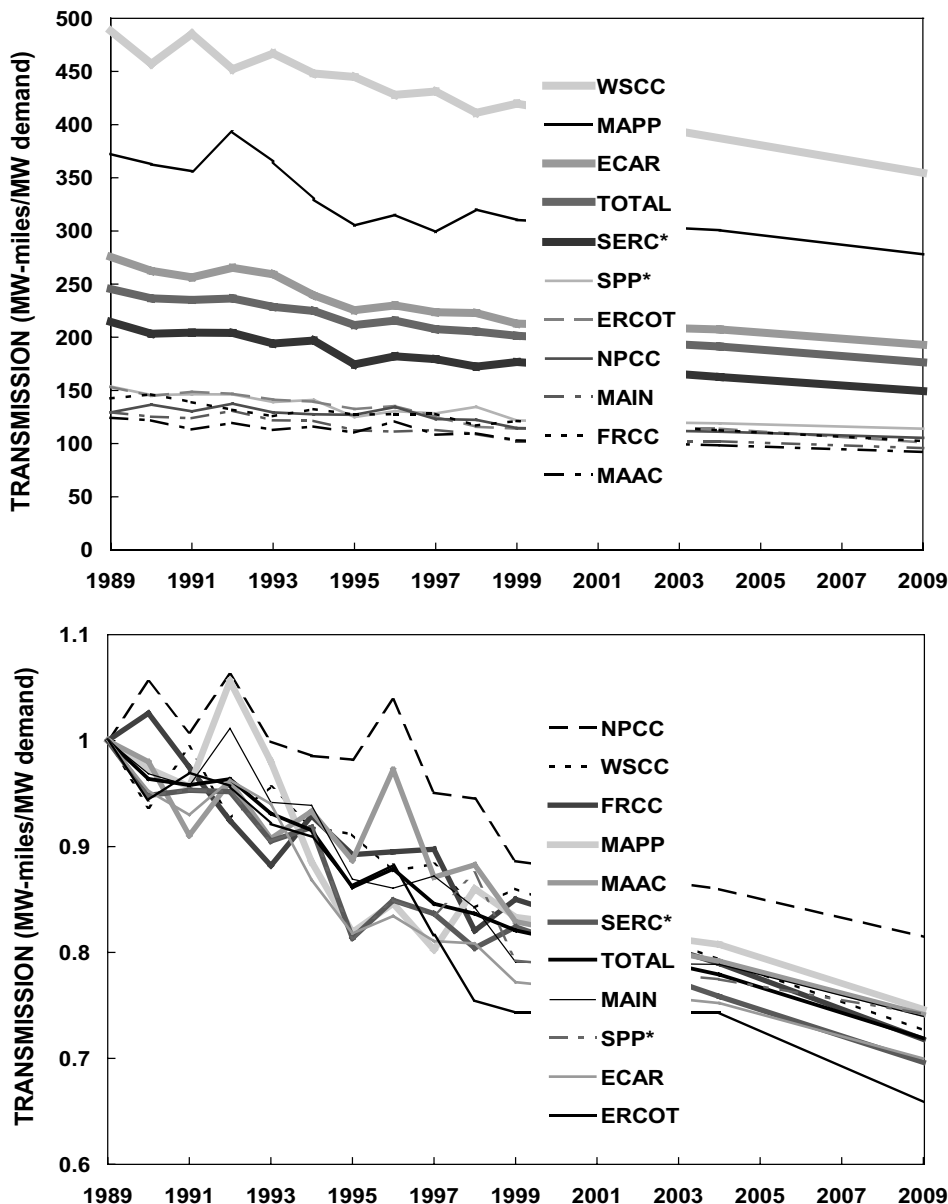 TRANSMISSION (MW-miles/MW demand)
500
450
400
350
300
250
200
150
100
50
0
WSCC
MAPP
ECAR
TOTAL
SERC*
SPP*
ERCOT
NPCC
MAIN
FRCC
MAAC
1989 1991 1993 1995 1997 1999 2001 2003 2005 2007 2009
TRANSMISSION (MW-miles/MW demand)
1.1
1
0.9
0.8
0.7
0.6
NPCC
WSCC
FRCC
MAPP
MAAC
SERC*
TOTAL
MAIN
SPP*
ECAR
ERCOT
1989 1991 1993 1995 1997 1999 2001 2003 2005 2007 2009